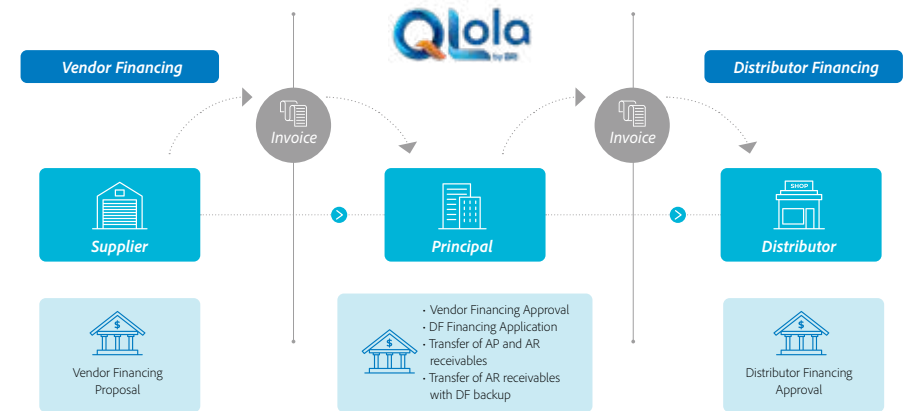 QLola
by BRI
Vendor Financing
Distributor Financing
Invoice
Invoice
SHOP
Supplier
Principal
Distributor
$
Vendor Financing
Proposal
$
• Vendor Financing Approval
• DF Financing Application
• Transfer of AP and AR
receivables
• Transfer of AR receivables
with DF backup
$
Distributor Financing
Approval